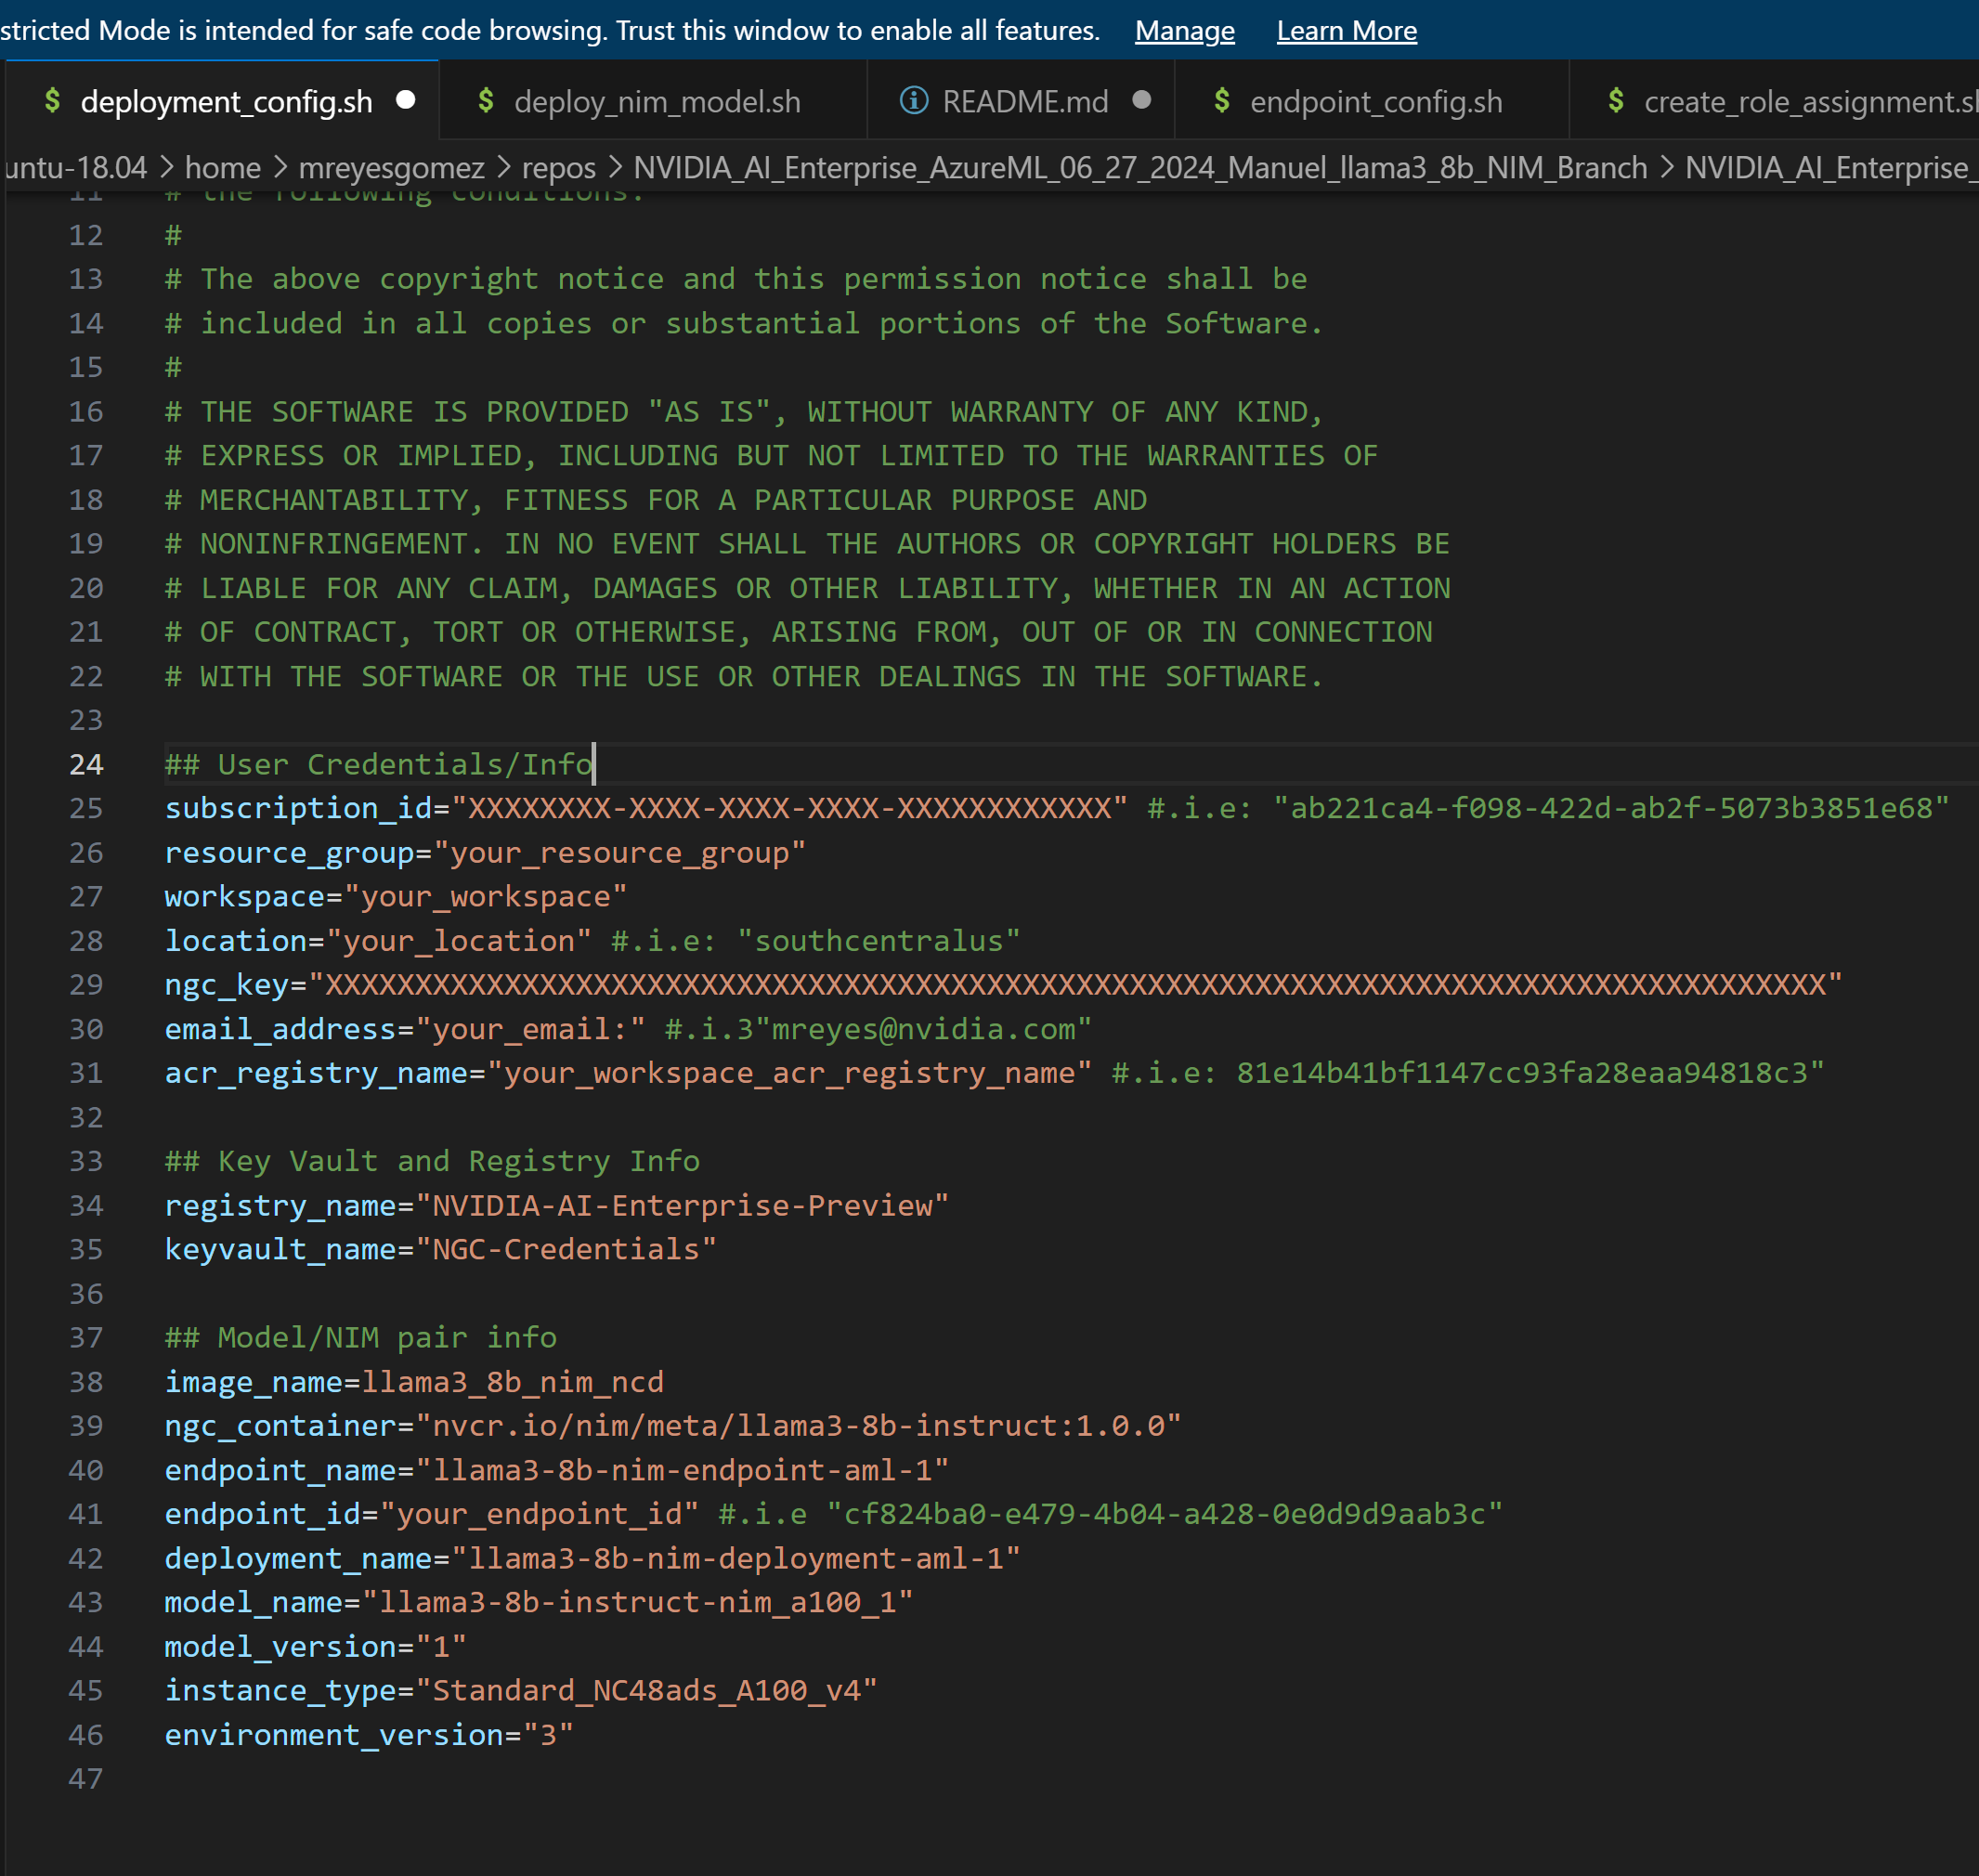 stricted Mode is intended for safe code browsing. Trust this window to enable all features. Manage Learn More
$ deployment_config.sh $ deploy_nim_model.sh README.md $ endpoint_config.sh $ create_role_assignment.sh
untu-18.04 > home > mreyesgomez > repos > NVIDIA_AI_Enterprise_AzureML_06_27_2024_Manuel_llama3_8b_NIM_Branch > NVIDIA_AI_Enterprise_
11 # the following conditions:
12 #
13 # The above copyright notice and this permission notice shall be
14 # included in all copies or substantial portions of the Software.
15 #
16 # THE SOFTWARE IS PROVIDED "AS IS", WITHOUT WARRANTY OF ANY KIND,
17 # EXPRESS OR IMPLIED, INCLUDING BUT NOT LIMITED TO THE WARRANTIES OF
18 # MERCHANTABILITY, FITNESS FOR A PARTICULAR PURPOSE AND
19 # NONINFRINGEMENT. IN NO EVENT SHALL THE AUTHORS OR COPYRIGHT HOLDERS BE
20 # LIABLE FOR ANY CLAIM, DAMAGES OR OTHER LIABILITY, WHETHER IN AN ACTION
21 # OF CONTRACT, TORT OR OTHERWISE, ARISING FROM, OUT OF OR IN CONNECTION
22 # WITH THE SOFTWARE OR THE USE OR OTHER DEALINGS IN THE SOFTWARE.
23
24 ## User Credentials/Info
25 subscription_id="XXXXXXXX-XXXX-XXXX-XXXX-XXXXXXXXXXXX" #.i.e: "ab221ca4-f098-422d-ab2f-5073b3851e68"
26 resource_group="your_resource_group"
27 workspace="your_workspace"
28 location="your_location" #.i.e: "southcentralus"
29 ngc_key="XXXXXXXXXXXXXXXXXXXXXXXXXXXXXXXXXXXXXXXXXXXXXXXXXXXXXXXXXXXXXXXXXXXXXXXXXXXXXXXXXXXX"
30 email_address="your_email:" #.i.3"mreyes@nvidia.com"
31 acr_registry_name="your_workspace_acr_registry_name" #.i.e: 81e14b41bf1147cc93fa28eaa94818c3"
32
33 ## Key Vault and Registry Info
34 registry_name="NVIDIA-AI-Enterprise-Preview"
35 keyvault_name="NGC-Credentials"
36
37 ## Model/NIM pair info
38 image_name=llama3_8b_nim_ncd
39 ngc_container="nvcr.io/nim/meta/llama3-8b-instruct:1.0.0"
40 endpoint_name="llama3-8b-nim-endpoint-aml-1"
41 endpoint_id="your_endpoint_id" #.i.e "cf824ba0-e479-4b04-a428-0e0d9d9aab3c"
42 deployment_name="llama3-8b-nim-deployment-aml-1"
43 model_name="llama3-8b-instruct-nim_a100_1"
44 model_version="1"
45 instance_type="Standard_NC48ads_A100_v4"
46 environment_version="3"
47